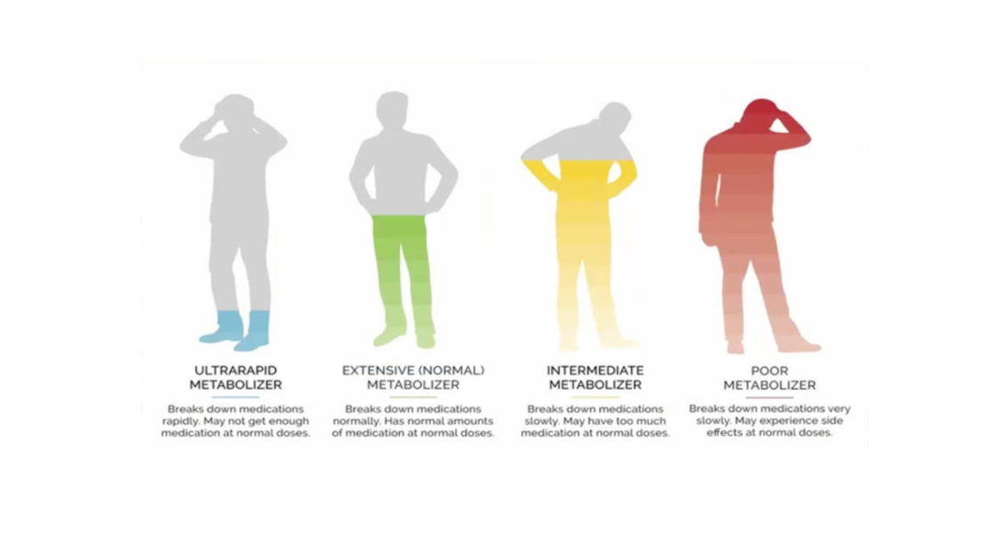 ULTRARAPID
METABOLIZER
Breaks down medications
rapidly. May not get enough
medication at normal doses.
EXTENSIVE (NORMAL)
METABOLIZER
Breaks down medications
normally. Has normal amounts
of medication at normal doses.
INTERMEDIATE
METABOLIZER
Breaks down medications
slowly. May have too much
medication at normal doses.
POOR
METABOLIZER
Breaks down medications very
slowly. May experience side
effects at normal doses.